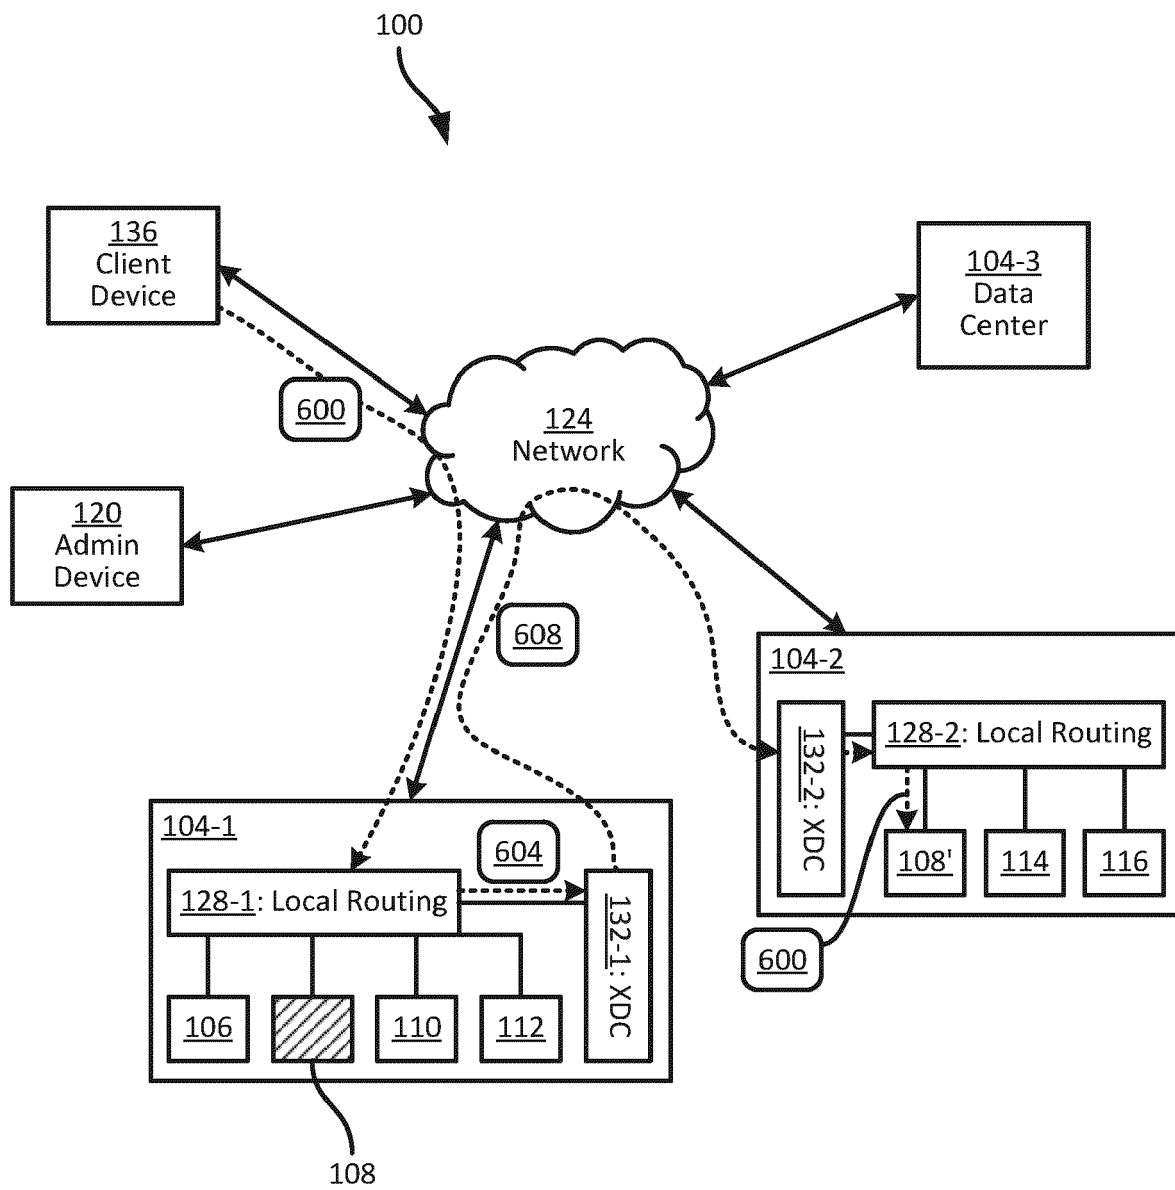 100
136
Client
Device
104-3
Data
Center
600
124
Network
120
Admin
Device
608
104-2
132-2: XDC
128-2: Local Routing
108'
114
116
600
104-1
604
128-1: Local Routing
132-1: XDC
106
110
112
108